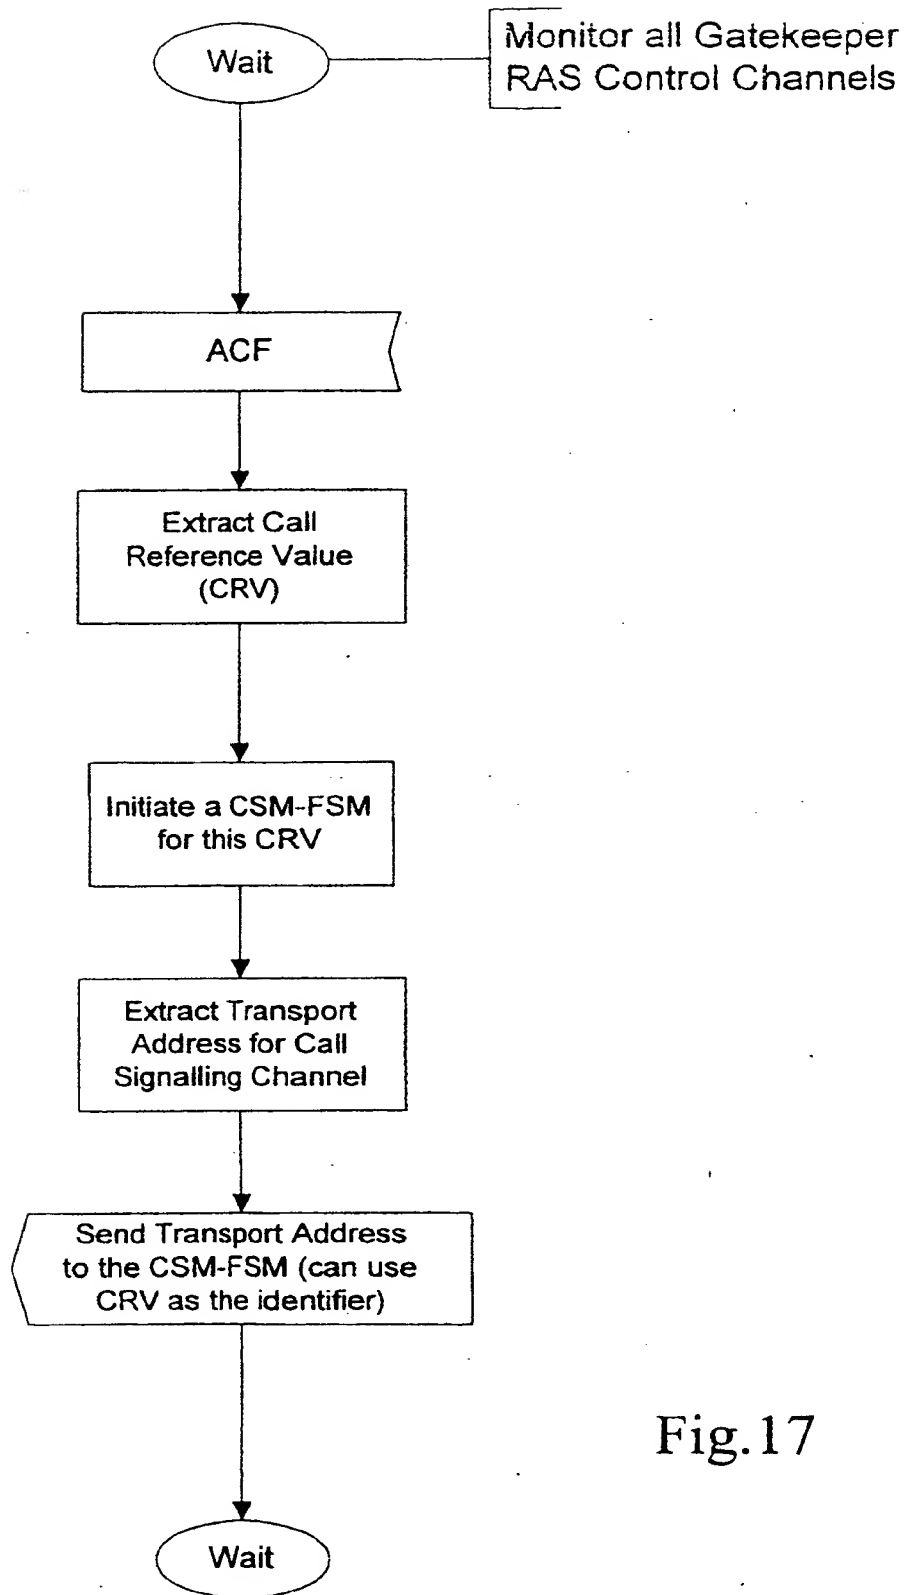 Wait
Monitor all Gatekeeper
RAS Control Channels
ACF
Extract Call
Reference Value
(CRV)
Initiate a CSM-FSM
for this CRV
Extract Transport
Address for Call
Signalling Channel
Send Transport Address
to the CSM-FSM (can use
CRV as the identifier)
Fig.17
Wait